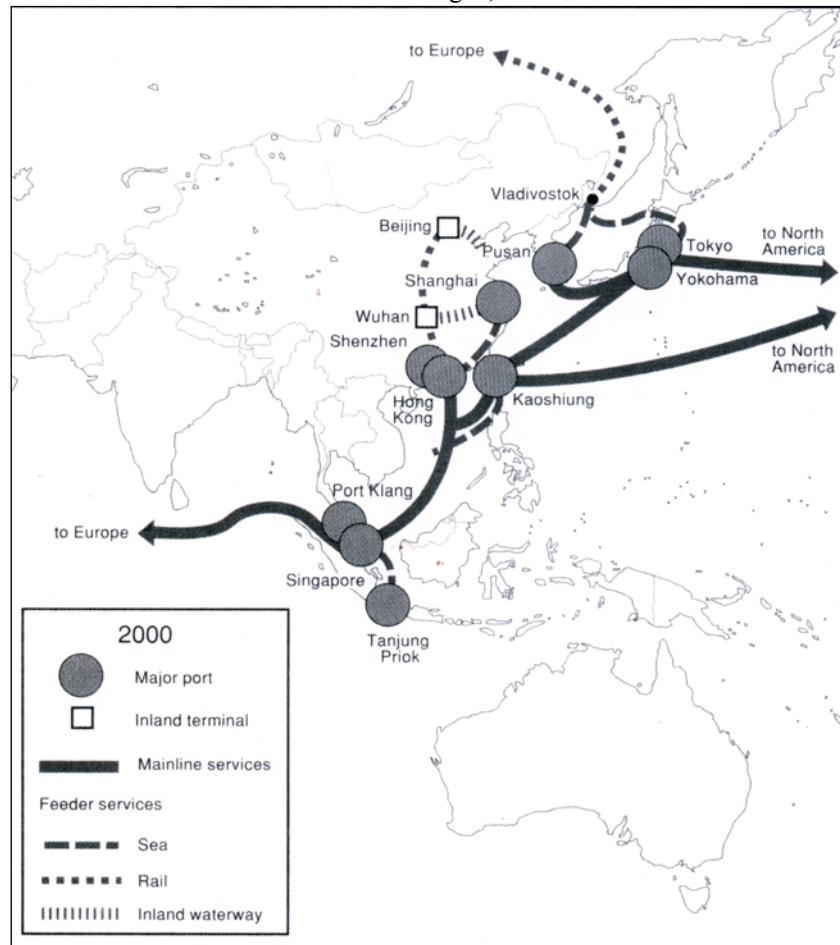 to Europe
Vladivostok
Beijing
Pusan
Tokyo
to North
America
Shanghai
Yokohama
Wuhan
Shenzhen
to North
America
Hong
Kong
Kaoshiung
Port Klang
to Europe
Singapore
Tanjung
Priok
2000
Major port
Inland terminal
Mainline services
Feeder services
Sea
Rail
Inland waterway